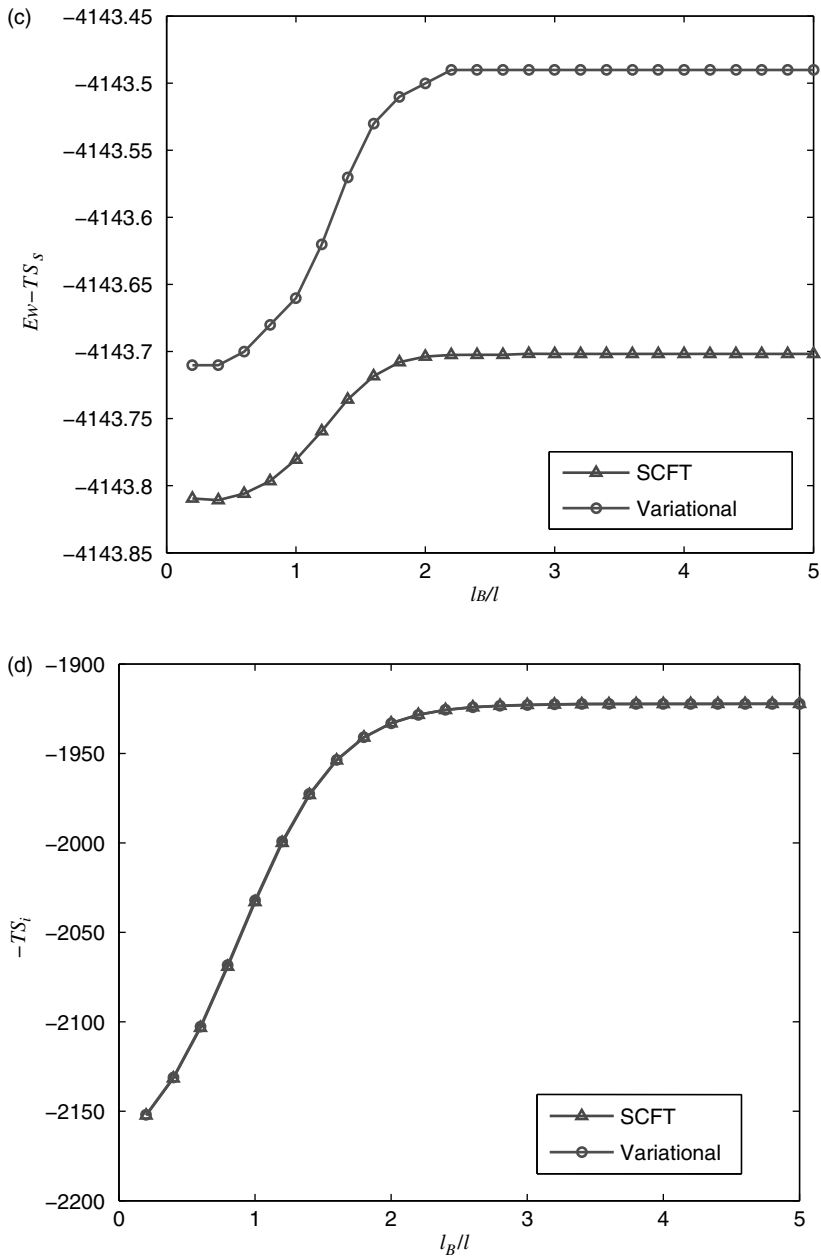 (c)
−4143.45
−4143.5
−4143.55
−4143.6
−4143.65
−4143.7
−4143.75
−4143.8
−4143.85
Ew−TSs
0 1 2 3 4 5
lB/l
SCFT
Variational
(d)
−1900
−1950
−2000
−2050
−2100
−2150
−2200
−TSi
0 1 2 3 4 5
lB/l
SCFT
Variational